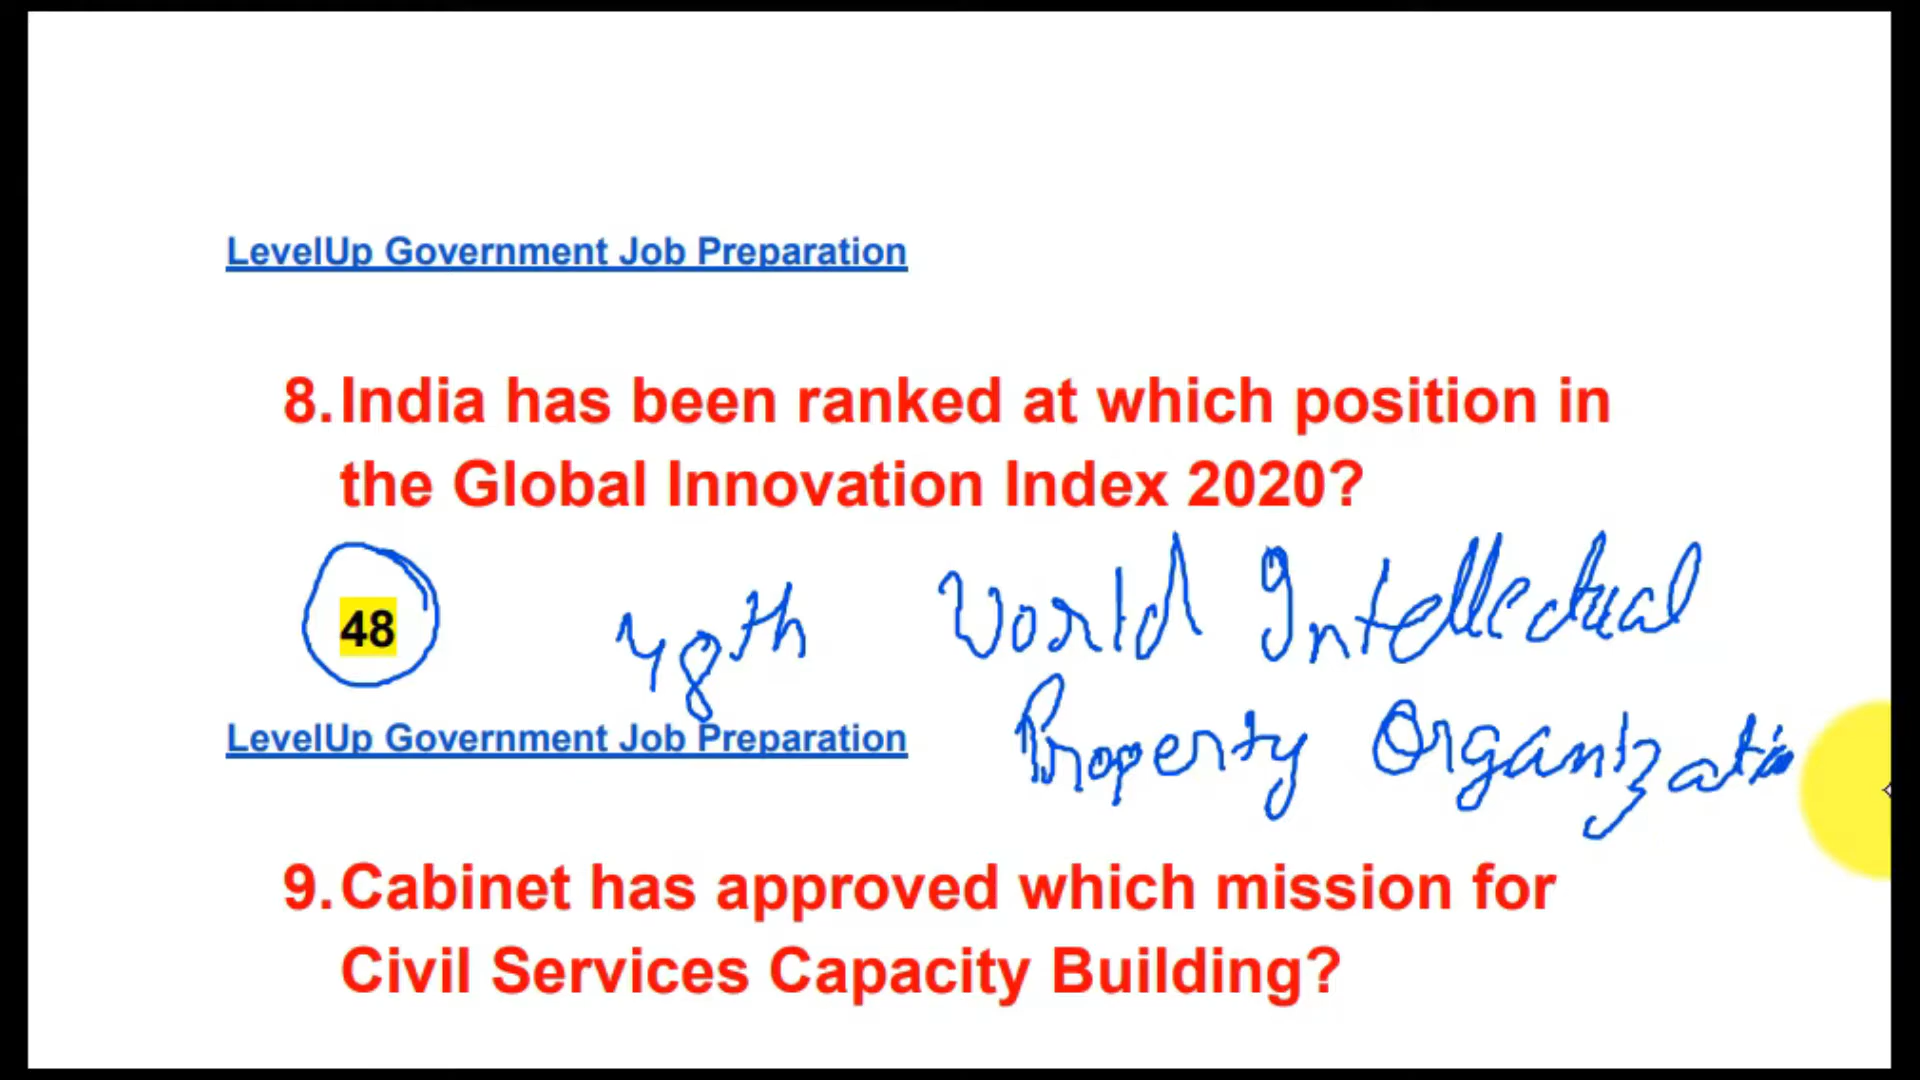 LevelUp Government Job Preparation
8. India has been ranked at which position in
the Global Innovation Index 2020?
48 48th World Intellectual
LevelUp Government Job Preparation Property Organization
9. Cabinet has approved which mission for
Civil Services Capacity Building?